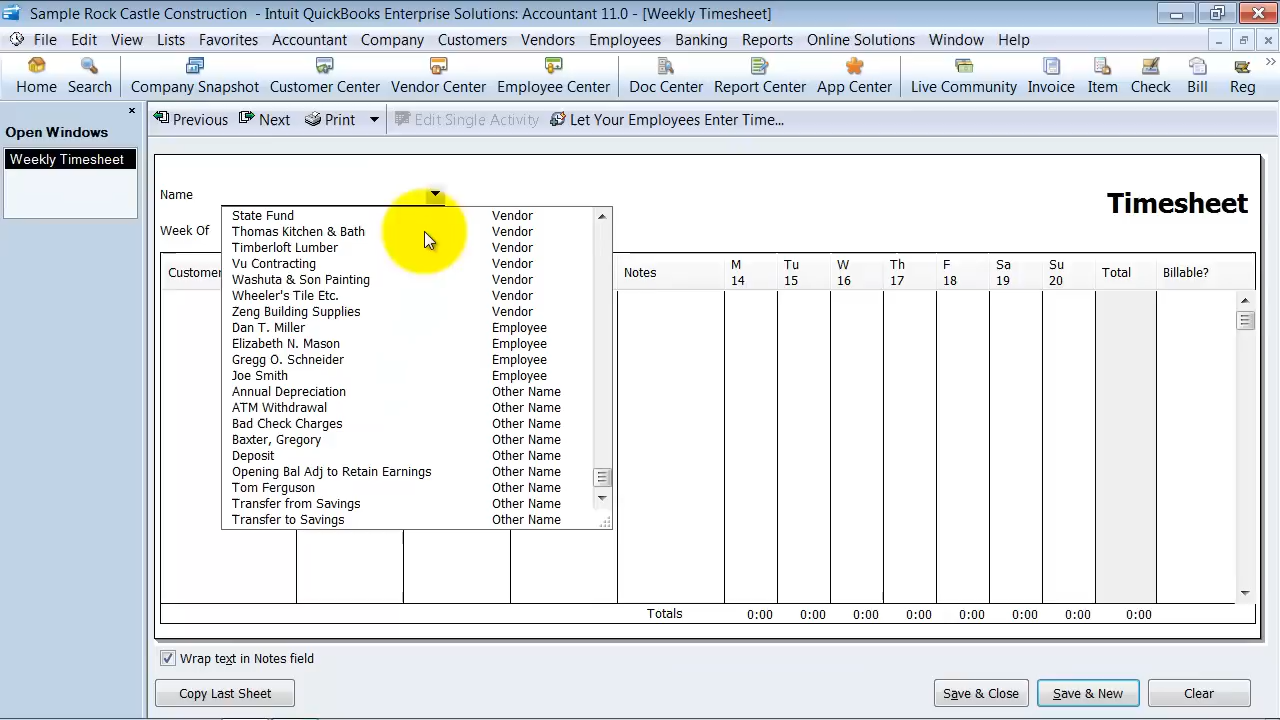 Sample Rock Castle Construction - Intuit QuickBooks Enterprise Solutions: Accountant 11.0 - [Weekly Timesheet]
File Edit View Lists Favorites Accountant Company Customers Vendors Employees Banking Reports Online Solutions Window Help
Home Search Company Snapshot Customer Center Vendor Center Employee Center Doc Center Report Center App Center Live Community Invoice Item Check Bill Reg
Open Windows
Weekly Timesheet
Previous Next Print Edit Single Activity Let Your Employees Enter Time...
Name
Timesheet
Week Of
Customer Notes M Tu W Th F Sa Su Total Billable?
14 15 16 17 18 19 20
State Fund Vendor
Thomas Kitchen & Bath Vendor
Timberloft Lumber Vendor
Vu Contracting Vendor
Washuta & Son Painting Vendor
Wheeler's Tile Etc. Vendor
Zeng Building Supplies Vendor
Dan T. Miller Employee
Elizabeth N. Mason Employee
Gregg O. Schneider Employee
Joe Smith Employee
Annual Depreciation Other Name
ATM Withdrawal Other Name
Bad Check Charges Other Name
Baxter, Gregory Other Name
Deposit Other Name
Opening Bal Adj to Retain Earnings Other Name
Tom Ferguson Other Name
Transfer from Savings Other Name
Transfer to Savings Other Name
Totals 0:00 0:00 0:00 0:00 0:00 0:00 0:00 0:00
Wrap text in Notes field
Copy Last Sheet Save & Close Save & New Clear